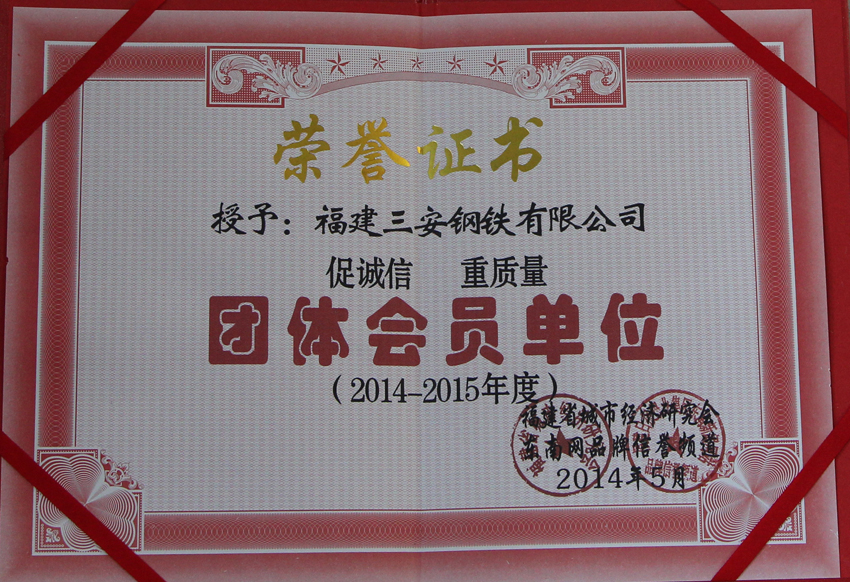 荣誉证书
授予：福建三安钢铁有限公司
促诚信 重质量
团体会员单位
（2014-2015年度）
福建省城市经济研究会
东南网品牌信誉频道
2014年5月